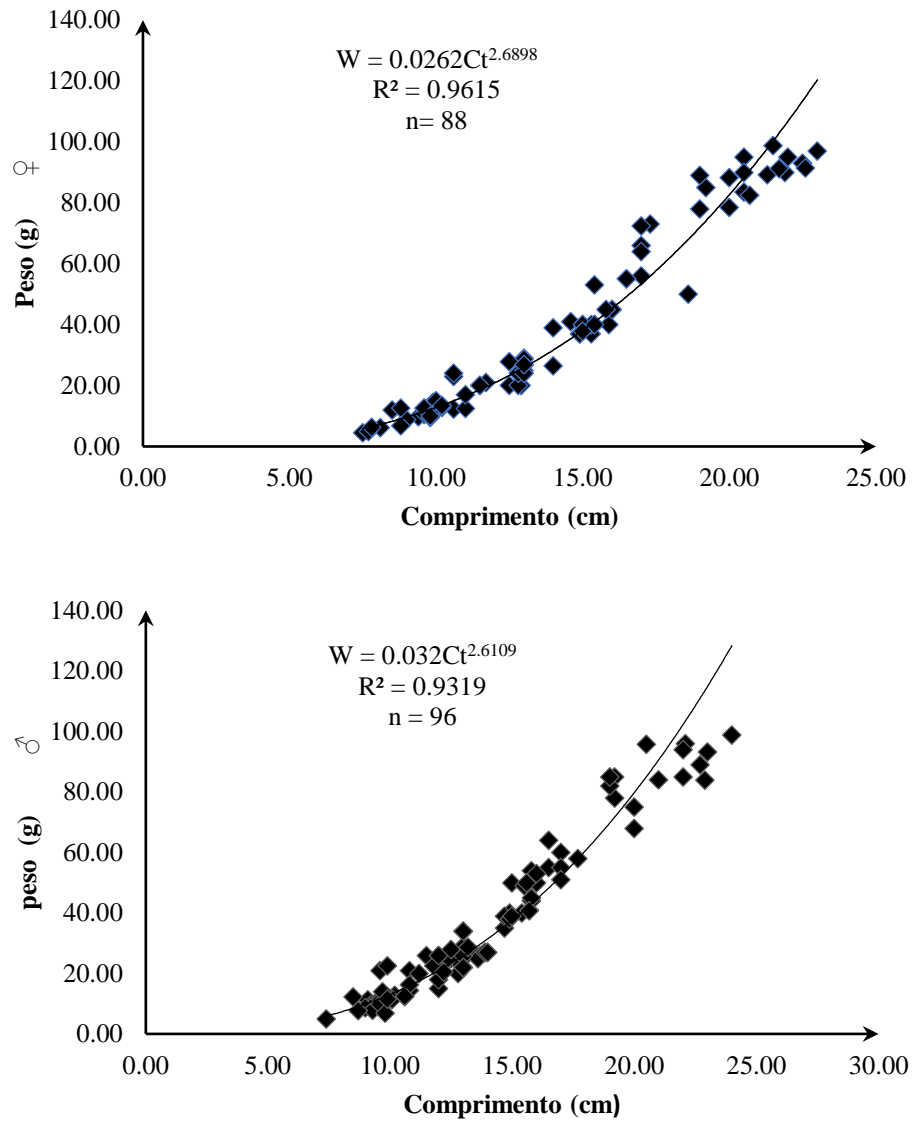 140.00
W = 0.0262Ct^2.6898
120.00
R² = 0.9615
n= 88
100.00
80.00
Peso (g) ♀
60.00
40.00
20.00
0.00
0.00 5.00 10.00 15.00 20.00 25.00
Comprimento (cm)
140.00
W = 0.032Ct^2.6109
120.00
R² = 0.9319
n = 96
100.00
80.00
peso (g) ♂
60.00
40.00
20.00
0.00
0.00 5.00 10.00 15.00 20.00 25.00 30.00
Comprimento (cm)